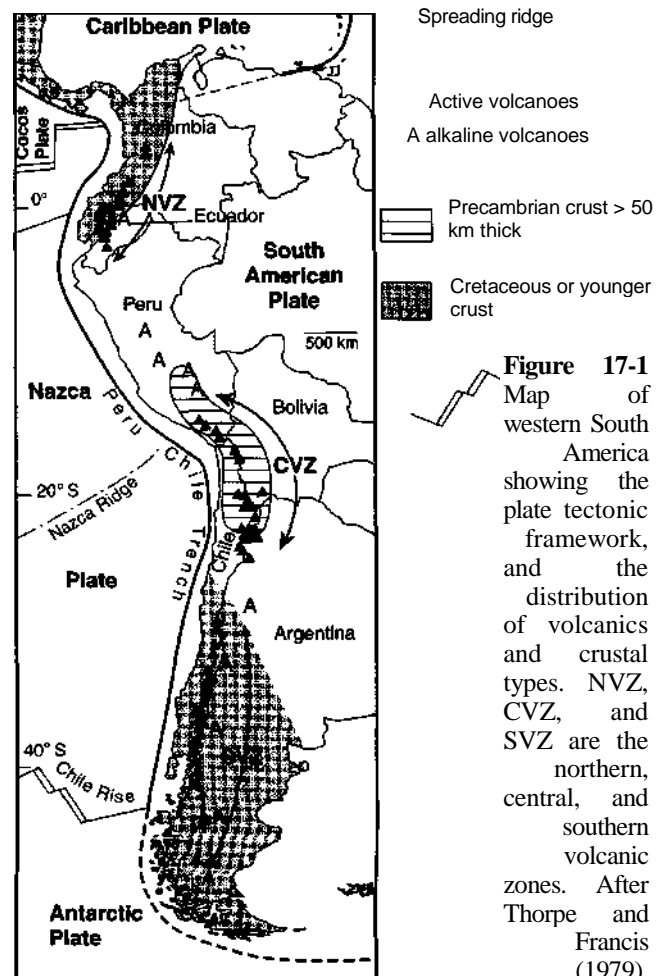 Caribbean Plate
Cocos
Plate
Colombia
0°
NVZ
Ecuador
South
American
Plate
Peru
A
A
A
A
500 km
Nazca
Bolivia
Peru Chile Trench
CVZ
20° S
Nazca Ridge
Plate
Chile
A
Argentina
40° S
Chile Rise
Antarctic
Plate
Spreading ridge
Active volcanoes
A alkaline volcanoes
Precambrian crust > 50
km thick
Cretaceous or younger
crust
Figure 17-1
Map of
western South
America
showing the
plate tectonic
framework,
and the
distribution
of volcanics
and crustal
types. NVZ,
CVZ, and
SVZ are the
northern,
central, and
southern
volcanic
zones. After
Thorpe and
Francis
(1979)